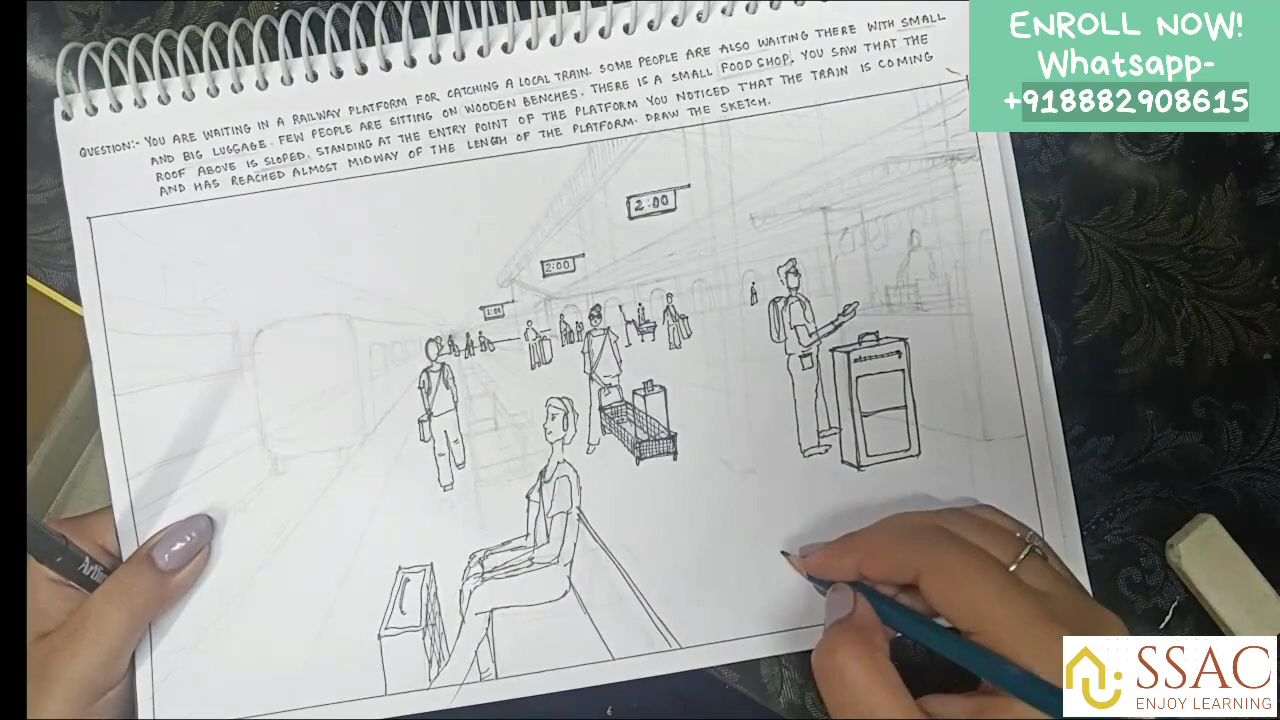 ENROLL NOW!
Whatsapp-
+918882908615
QUESTION:- YOU ARE WAITING IN A RAILWAY PLATFORM FOR CATCHING A LOCAL TRAIN. SOME PEOPLE ARE ALSO WAITING THERE WITH SMALL
AND BIG LUGGAGE. FEW PEOPLE ARE SITTING ON WOODEN BENCHES. THERE IS A SMALL FOOD SHOP. YOU SAW THAT THE
ROOF ABOVE IS SLOPED. STANDING AT THE ENTRY POINT OF THE PLATFORM YOU NOTICED THAT THE TRAIN IS COMING
AND HAS REACHED ALMOST MIDWAY OF THE LENGTH OF THE PLATFORM. DRAW THE SKETCH.
2:00
2:00
SSAC
ENJOY LEARNING